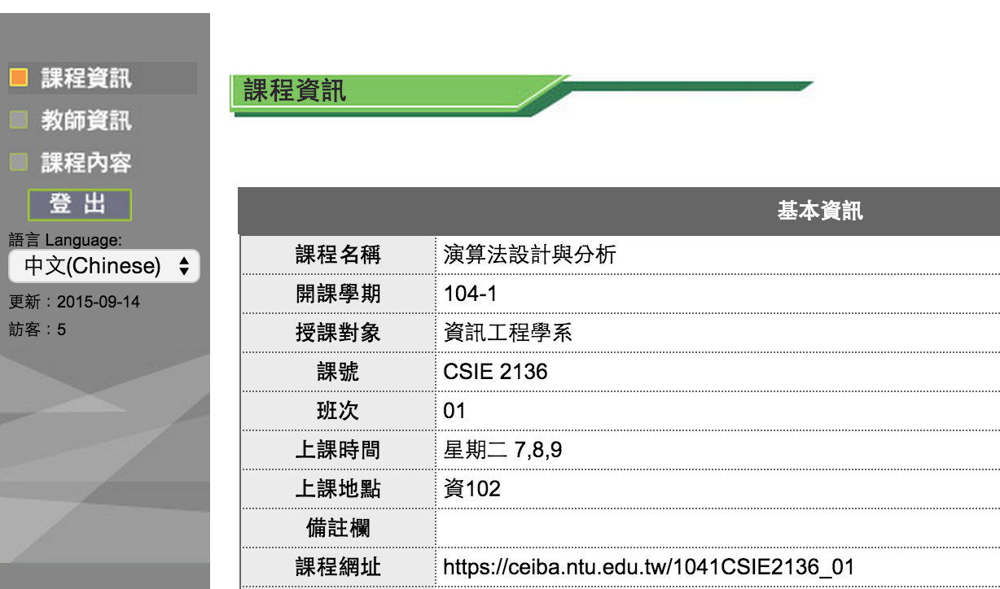 課程資訊
教師資訊
課程內容
登 出
語言 Language:
中文(Chinese)
更新：2015-09-14
訪客：5
課程資訊
基本資訊
課程名稱 演算法設計與分析
開課學期 104-1
授課對象 資訊工程學系
課號 CSIE 2136
班次 01
上課時間 星期二 7,8,9
上課地點 資102
備註欄
課程網址 https://ceiba.ntu.edu.tw/1041CSIE2136_01